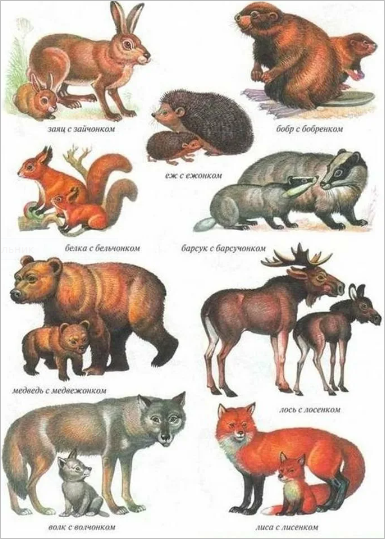 заяц с зайчонком
бобр с бобренком
еж с ежонком
белка с бельчонком
барсук с барсучонком
медведь с медвежонком
лось с лосенком
волк с волчонком
лиса с лисенком